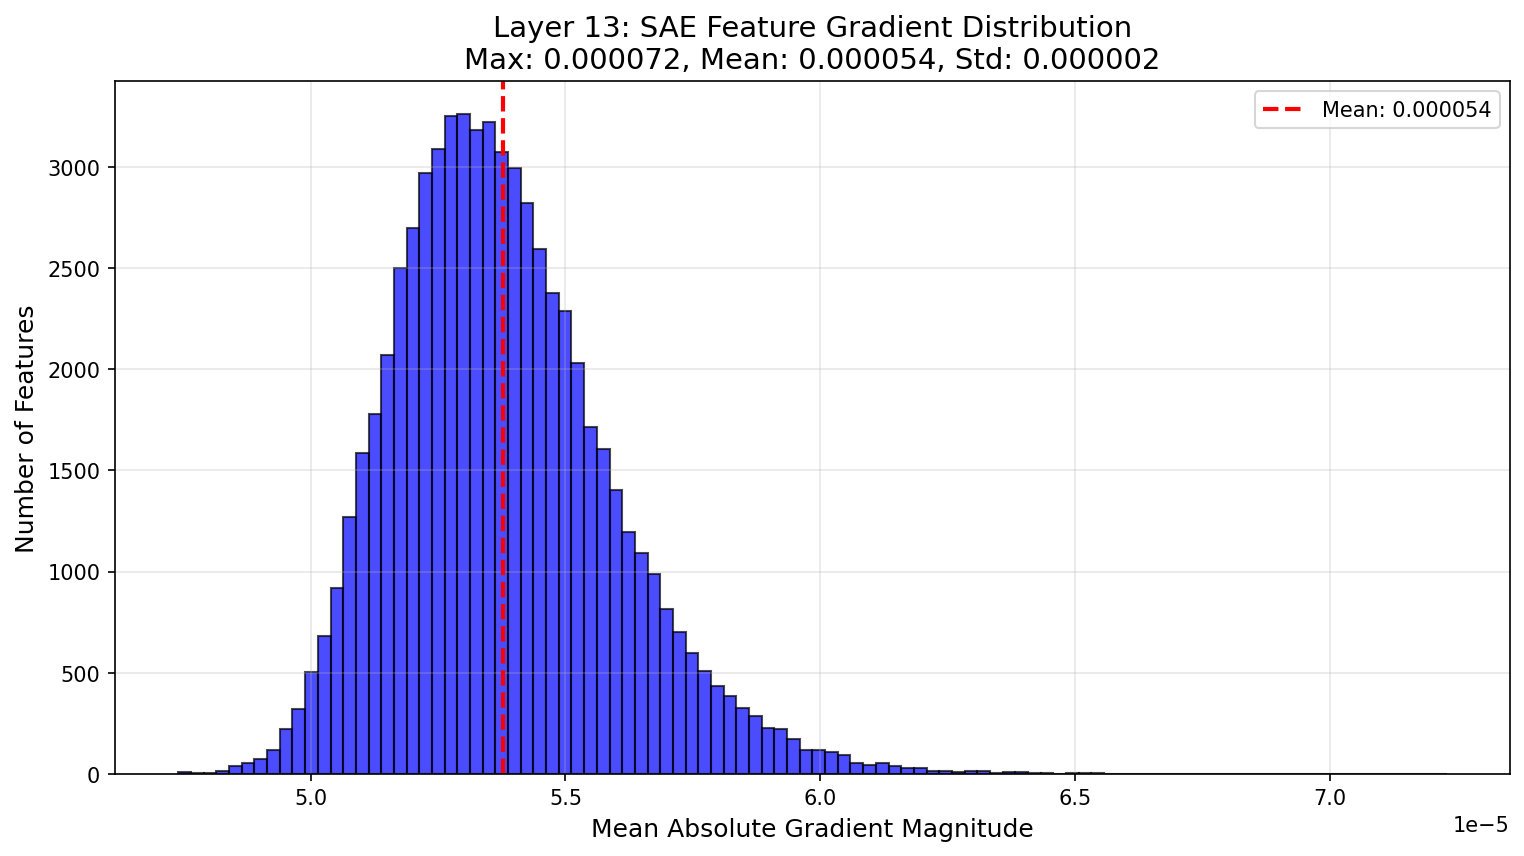 Layer 13: SAE Feature Gradient Distribution
Max: 0.000072, Mean: 0.000054, Std: 0.000002
Mean: 0.000054
Number of Features
3000
2500
2000
1500
1000
500
0
5.0 5.5 6.0 6.5 7.0
1e−5
Mean Absolute Gradient Magnitude